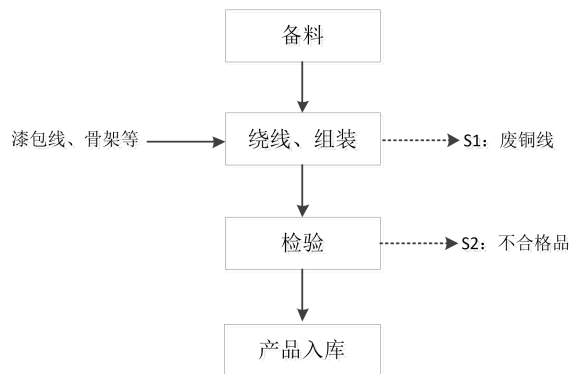 备料
漆包线、骨架等
绕线、组装
S1：废铜线
检验
S2：不合格品
产品入库